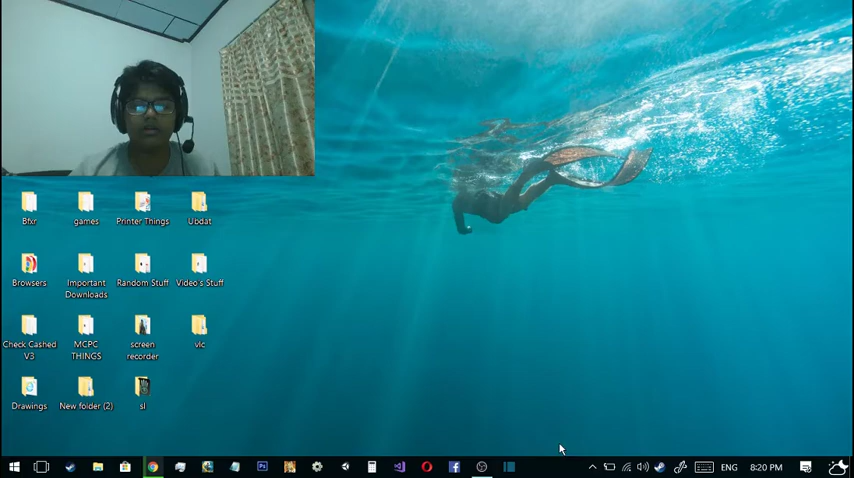 Bfxr
games
Printer Things
Ubdat
Browsers
Important
Downloads
Random Stuff
Video's Stuff
Check Cashed
V3
MCPC
THINGS
screen
recorder
vlc
Drawings
New folder (2)
sl
ENG
8:20 PM